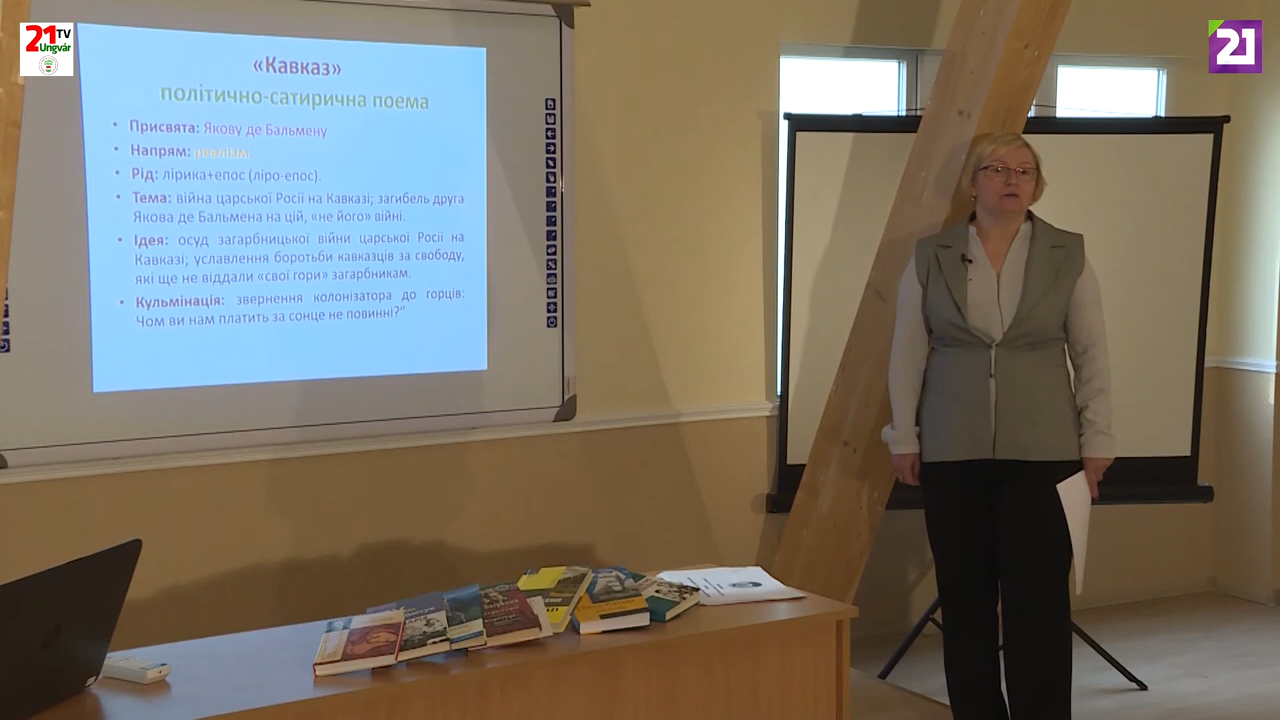 21 TV
Ungvár
21
«Кавказ»
політично-сатирична поема
• Присвята: Якову де Бальмену
• Напрям: реалізм.
• Рід: лірика+епос (ліро-епос).
• Тема: війна царської Росії на Кавказі; загибель друга
Якова де Бальмена на цій, «не його» війні.
• Ідея: осуд загарбницької війни царської Росії на
Кавказі; уславлення боротьби кавказців за свободу,
які ще не віддали «свої гори» загарбникам.
• Кульмінація: звернення колонізатора до горців:
Чом ви нам платить за сонце не повинні?”